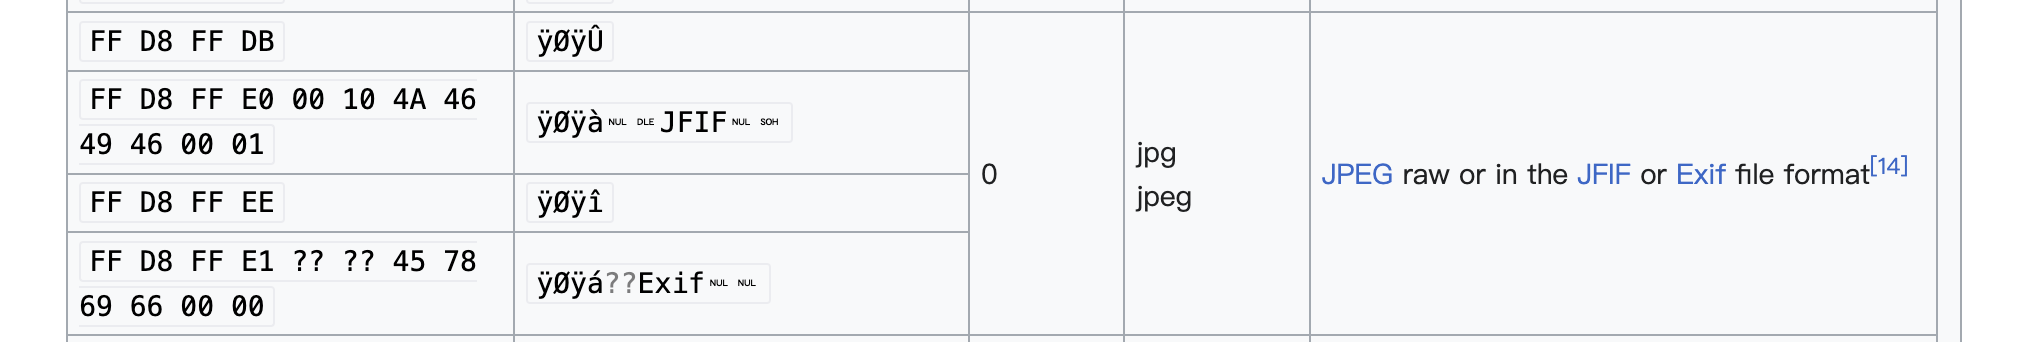 FF D8 FF DB
ÿØÿÛ
FF D8 FF E0 00 10 4A 46
49 46 00 01
ÿØÿà NUL DLE JFIF NUL SOH
FF D8 FF EE
ÿØÿî
FF D8 FF E1 ?? ?? 45 78
69 66 00 00
ÿØÿá??Exif NUL NUL
0
jpg
jpeg
JPEG raw or in the JFIF or Exif file format[14]